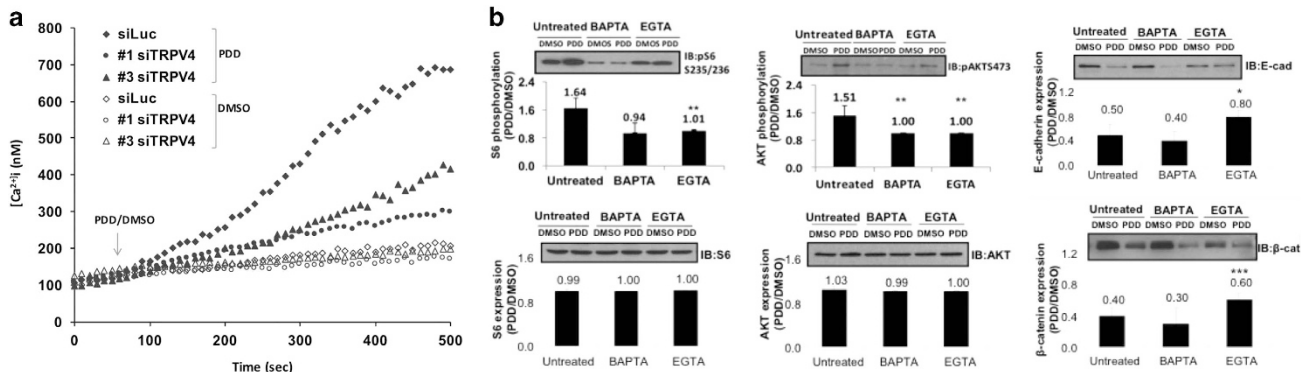 a
800
700
600
500
400
300
200
100
0
[Ca²⁺]i (nM)
siLuc
#1 siTRPV4
#3 siTRPV4
PDD
siLuc
#1 siTRPV4
#3 siTRPV4
DMSO
PDD/DMSO
0 100 200 300 400 500
Time (sec)
b
Untreated BAPTA EGTA
DMSO PDD DMOS PDD DMOS PDD
IB:pS6
S235/236
S6 phosphorylation
(PDD/DMSO)
2.4
1.6
0.8
0.0
1.64
0.94
**
1.01
Untreated BAPTA EGTA
Untreated BAPTA EGTA
DMSO PDD DMSO PDD DMSO PDD
IB:pAKTS473
AKT phosphorylation
(PDD/DMSO)
2.4
1.8
1.2
0.6
0.0
1.51
**
1.00
**
1.00
Untreated BAPTA EGTA
Untreated BAPTA EGTA
DMSO PDD DMSO PDD DMSO PDD
IB:E-cad
E-cadherin expression
(PDD/DMSO)
1.2
0.8
0.4
0.0
0.50
0.40
*
0.80
Untreated BAPTA EGTA
Untreated BAPTA EGTA
DMSO PDD DMSO PDD DMSO PDD
IB:S6
S6 expression
(PDD/DMSO)
1.6
0.8
0.0
0.99
1.00
1.00
Untreated BAPTA EGTA
Untreated BAPTA EGTA
DMSO PDD DMSO PDD DMSO PDD
IB:AKT
AKT expression
(PDD/DMSO)
1.6
0.8
0.0
1.03
0.99
1.00
Untreated BAPTA EGTA
Untreated BAPTA EGTA
DMSO PDD DMSO PDD DMSO PDD
IB:β-cat
β-catenin expression
(PDD/DMSO)
1.2
0.8
0.4
0.0
0.40
0.30
***
0.60
Untreated BAPTA EGTA